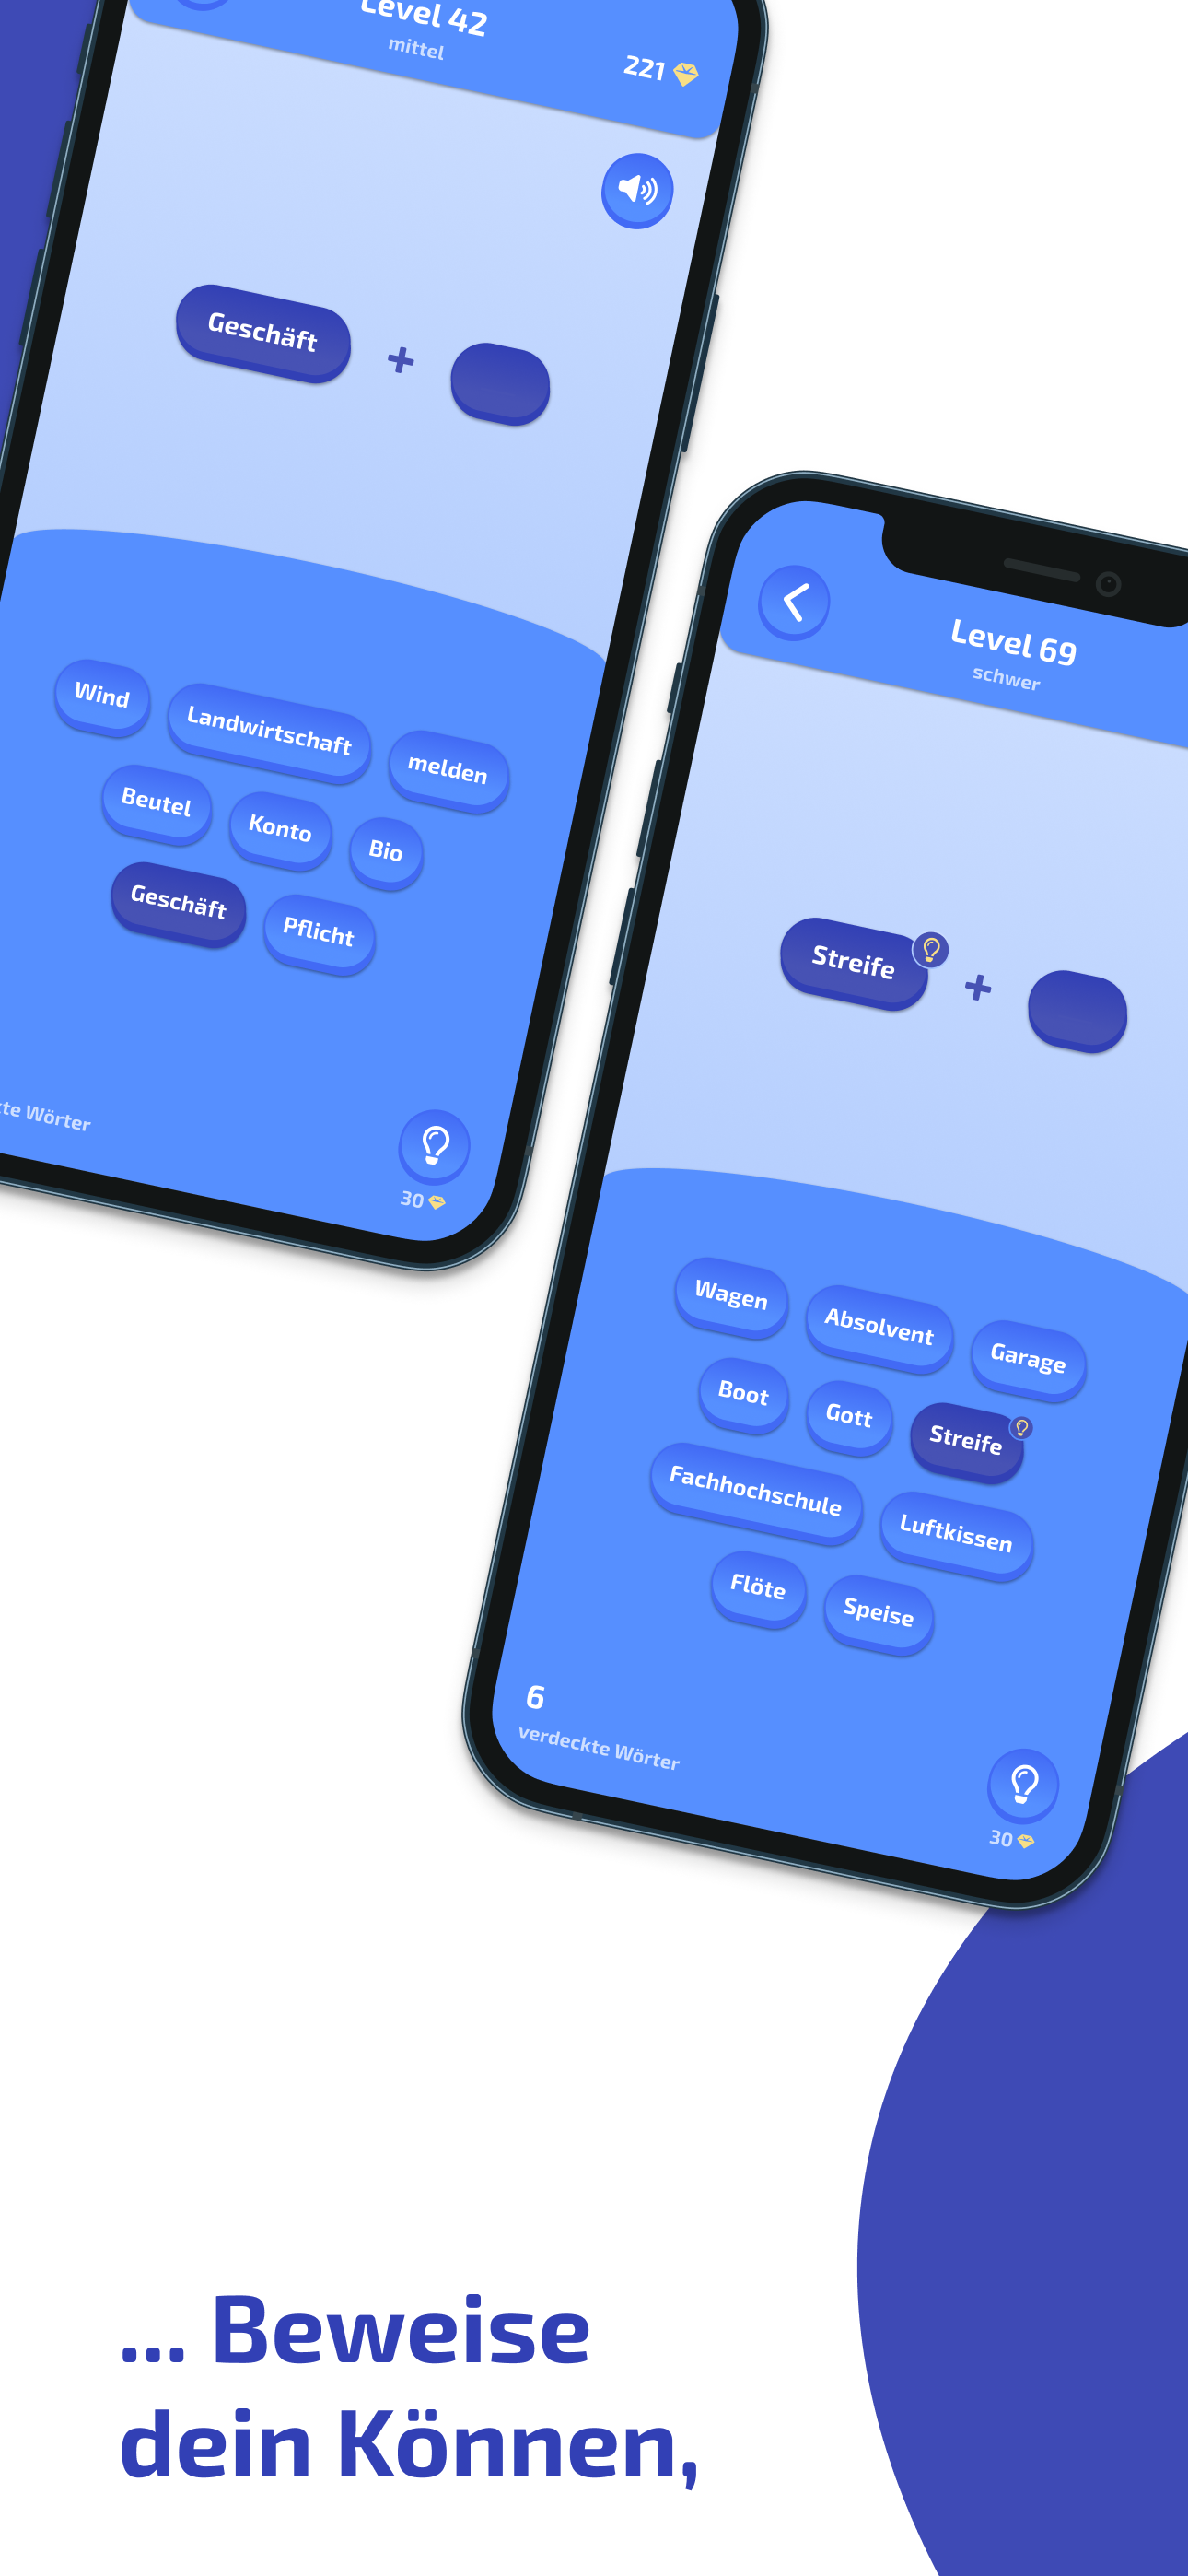 Level 42
mittel
221
Geschäft +
Wind Landwirtschaft melden
Beutel Konto Bio
Geschäft Pflicht
te Wörter
30
Level 69
schwer
Streife +
Wagen Absolvent Garage
Boot Gott Streife
Fachhochschule Luftkissen
Flöte Speise
6
verdeckte Wörter
30
... Beweise
dein Können,